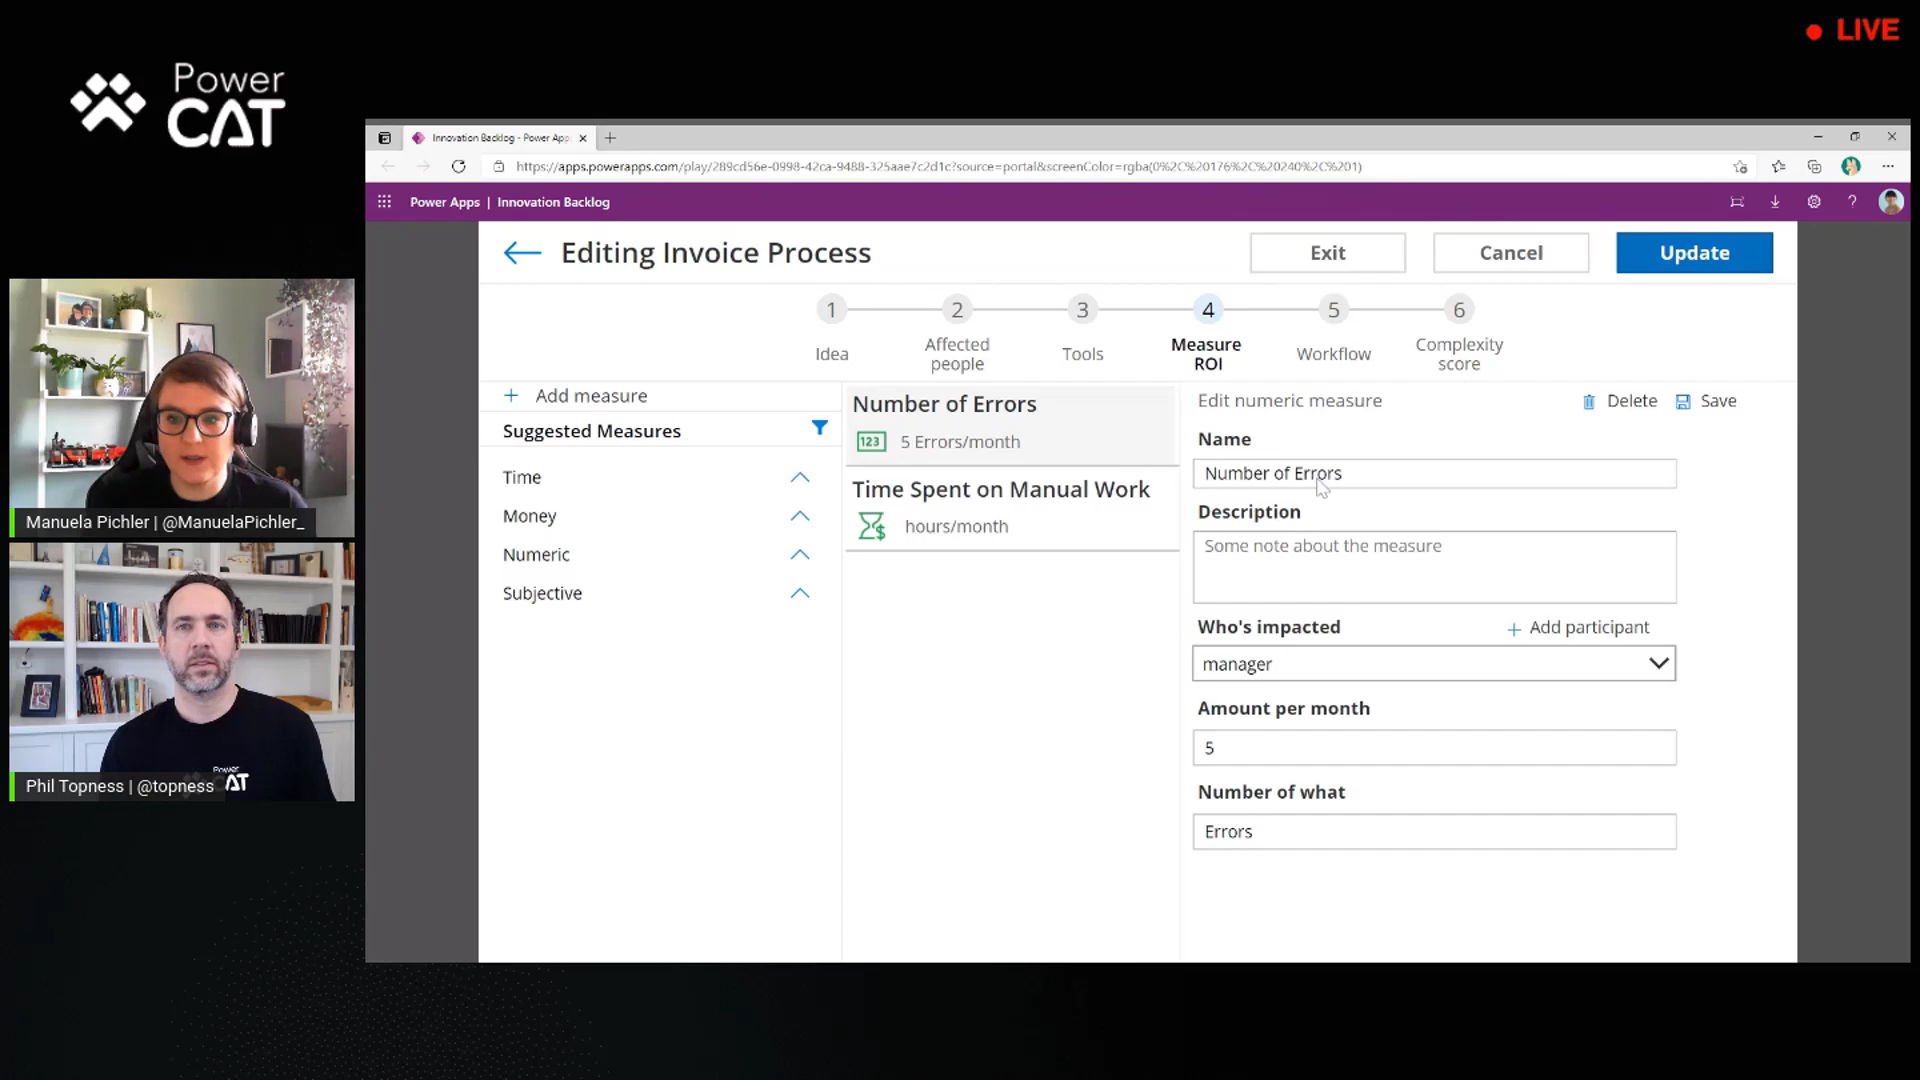 LIVE
Power
CAT
Innovation Backlog - Power App
https://apps.powerapps.com/play/289cd56e-0998-42ca-9488-325aae7c2d1c?source=portal&screenColor=rgba(0%2C%20176%2C%20240%2C%201)
Power Apps | Innovation Backlog
Editing Invoice Process
Exit
Cancel
Update
1
2
3
4
5
6
Idea
Affected people
Tools
Measure ROI
Workflow
Complexity score
+ Add measure
Suggested Measures
Time
Money
Numeric
Subjective
Number of Errors
123
5 Errors/month
Time Spent on Manual Work
hours/month
Edit numeric measure
Delete
Save
Name
Number of Errors
Description
Some note about the measure
Who's impacted
+ Add participant
manager
Amount per month
5
Number of what
Errors
Manuela Pichler | @ManuelaPichler_
Power
CAT
Phil Topness | @topness